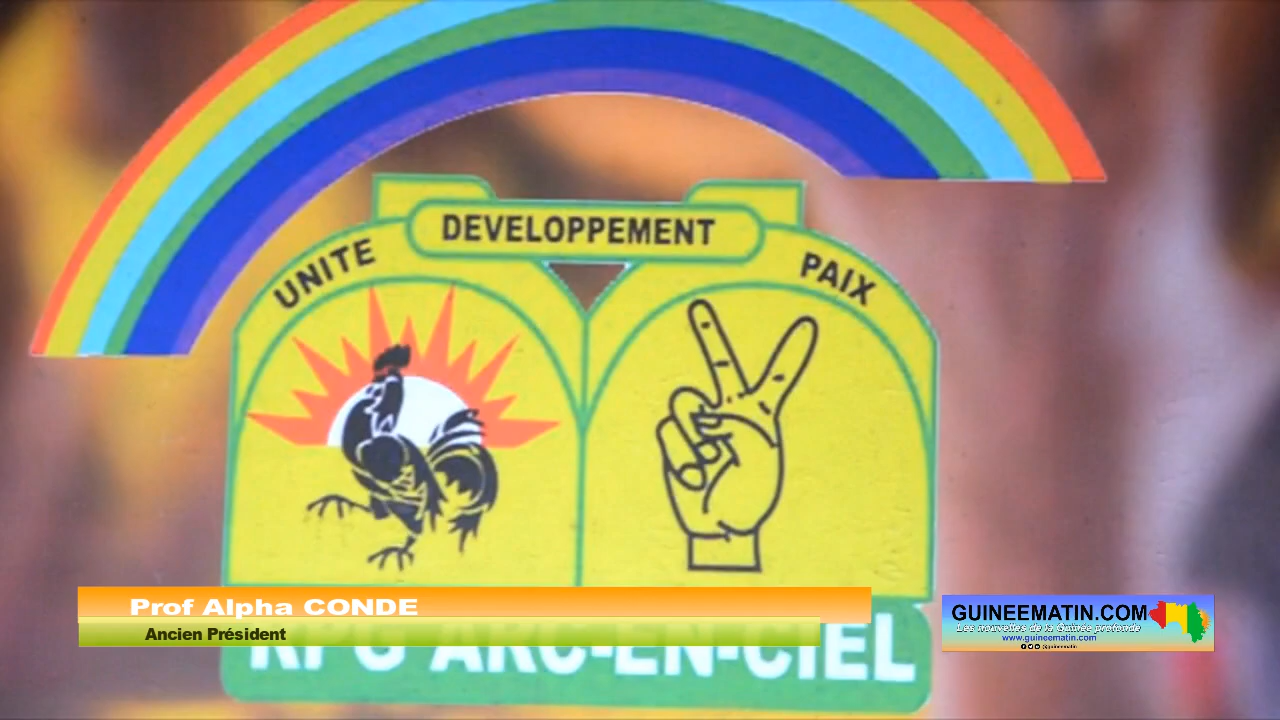 UNITE
DEVELOPPEMENT
PAIX
Prof Alpha CONDE
Ancien Président
RPG ARC-EN-CIEL
GUINEEMATIN.COM
Les nouvelles de la Guinée profonde
www.guineematin.com
@guineematin